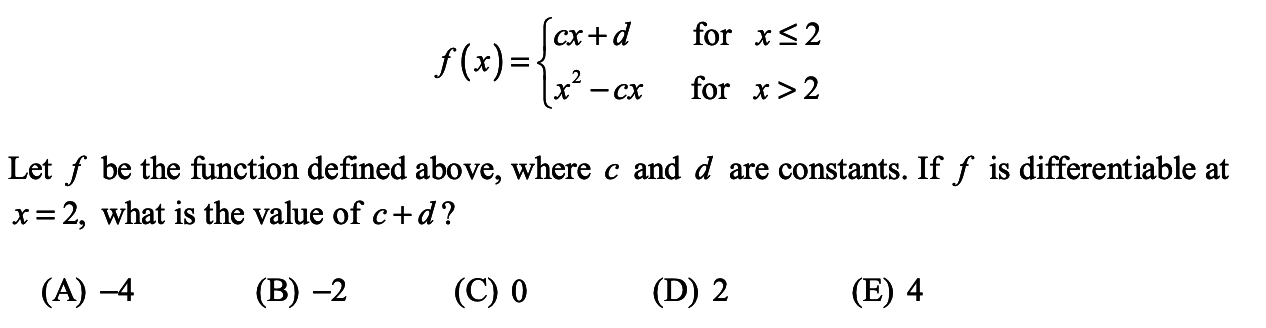 f(x) = { cx + d for x ≤ 2
x² − cx for x > 2
Let f be the function defined above, where c and d are constants. If f is differentiable at
x = 2, what is the value of c + d?
(A) −4 (B) −2 (C) 0 (D) 2 (E) 4